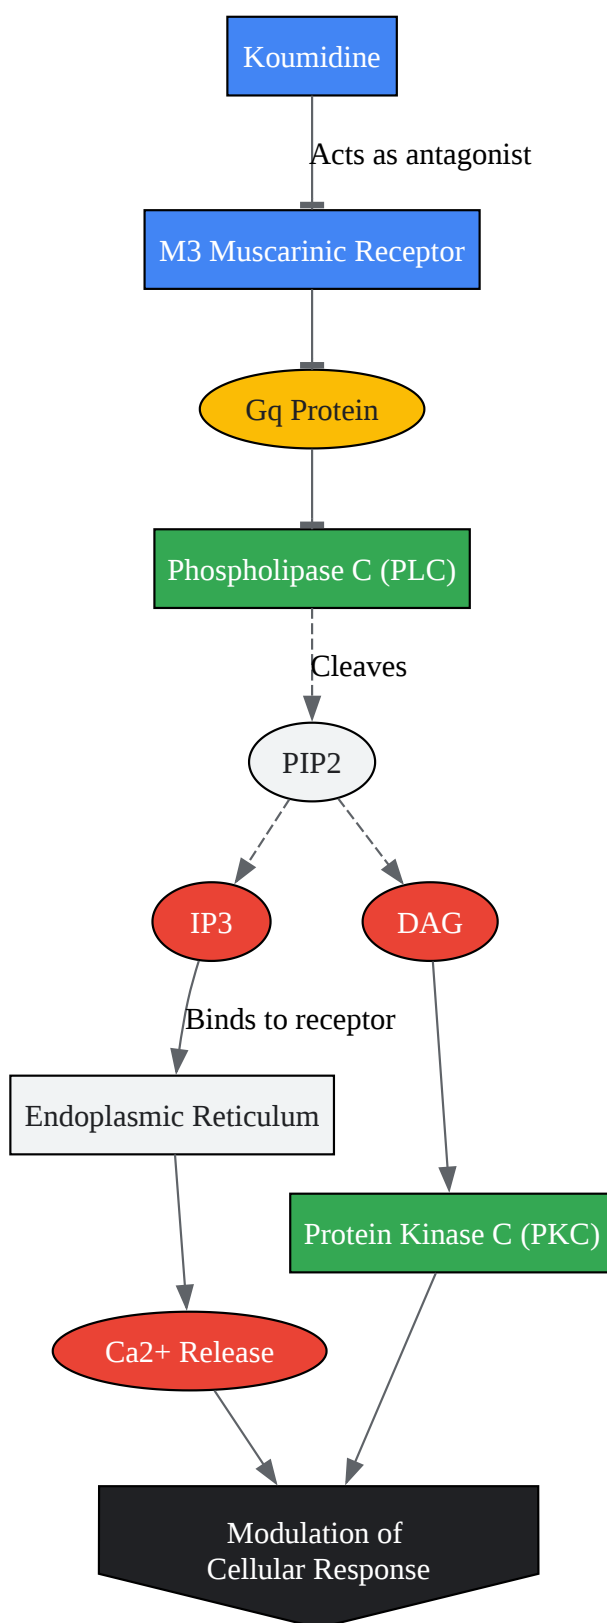 Koumidine
Acts as antagonist
M3 Muscarinic Receptor
Gq Protein
Phospholipase C (PLC)
Cleaves
PIP2
IP3
DAG
Binds to receptor
Endoplasmic Reticulum
Protein Kinase C (PKC)
Ca2+ Release
Modulation of
Cellular Response